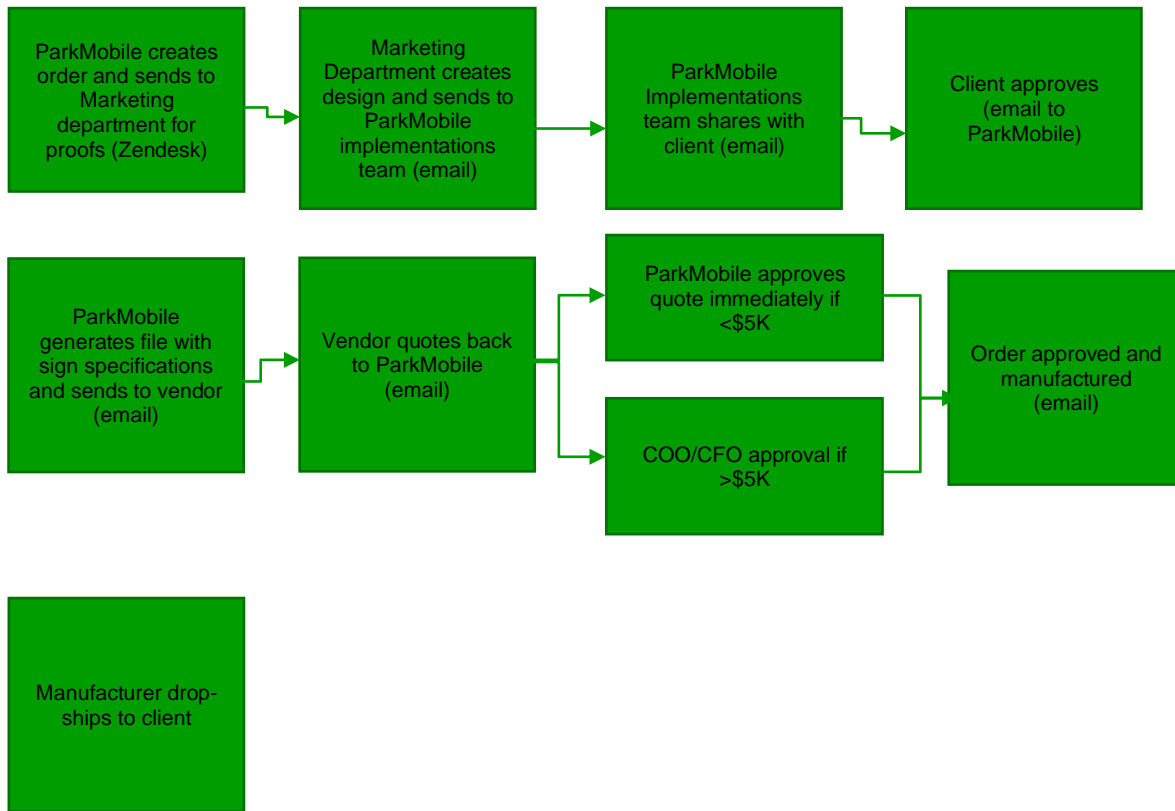 ParkMobile creates
order and sends to
Marketing
department for
proofs (Zendesk)
Marketing
Department creates
design and sends to
ParkMobile
implementations
team (email)
ParkMobile
Implementations
team shares with
client (email)
Client approves
(email to
ParkMobile)
ParkMobile
generates file with
sign specifications
and sends to vendor
(email)
Vendor quotes back
to ParkMobile
(email)
ParkMobile approves
quote immediately if
<$5K
COO/CFO approval if
>$5K
Order approved and
manufactured
(email)
Manufacturer drop-
ships to client